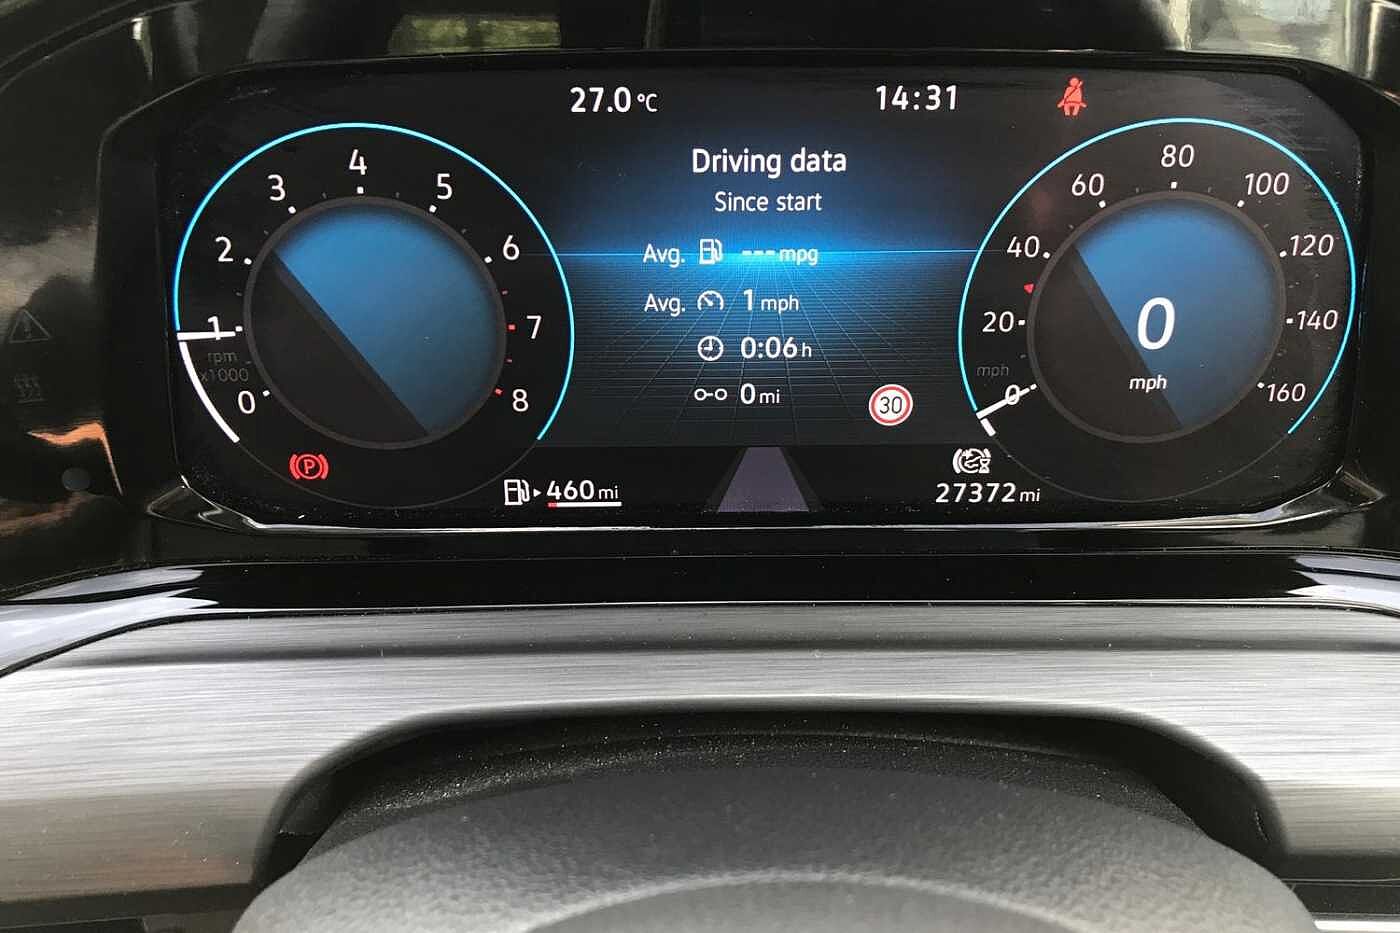 27.0°C
14:31
Driving data
Since start
Avg. ---mpg
Avg. 1 mph
0:06 h
0 mi
30
0
1
2
3
4
5
6
7
8
rpm
x1000
0
20
40
60
80
100
120
140
160
mph
0
mph
P
460 mi
27372 mi